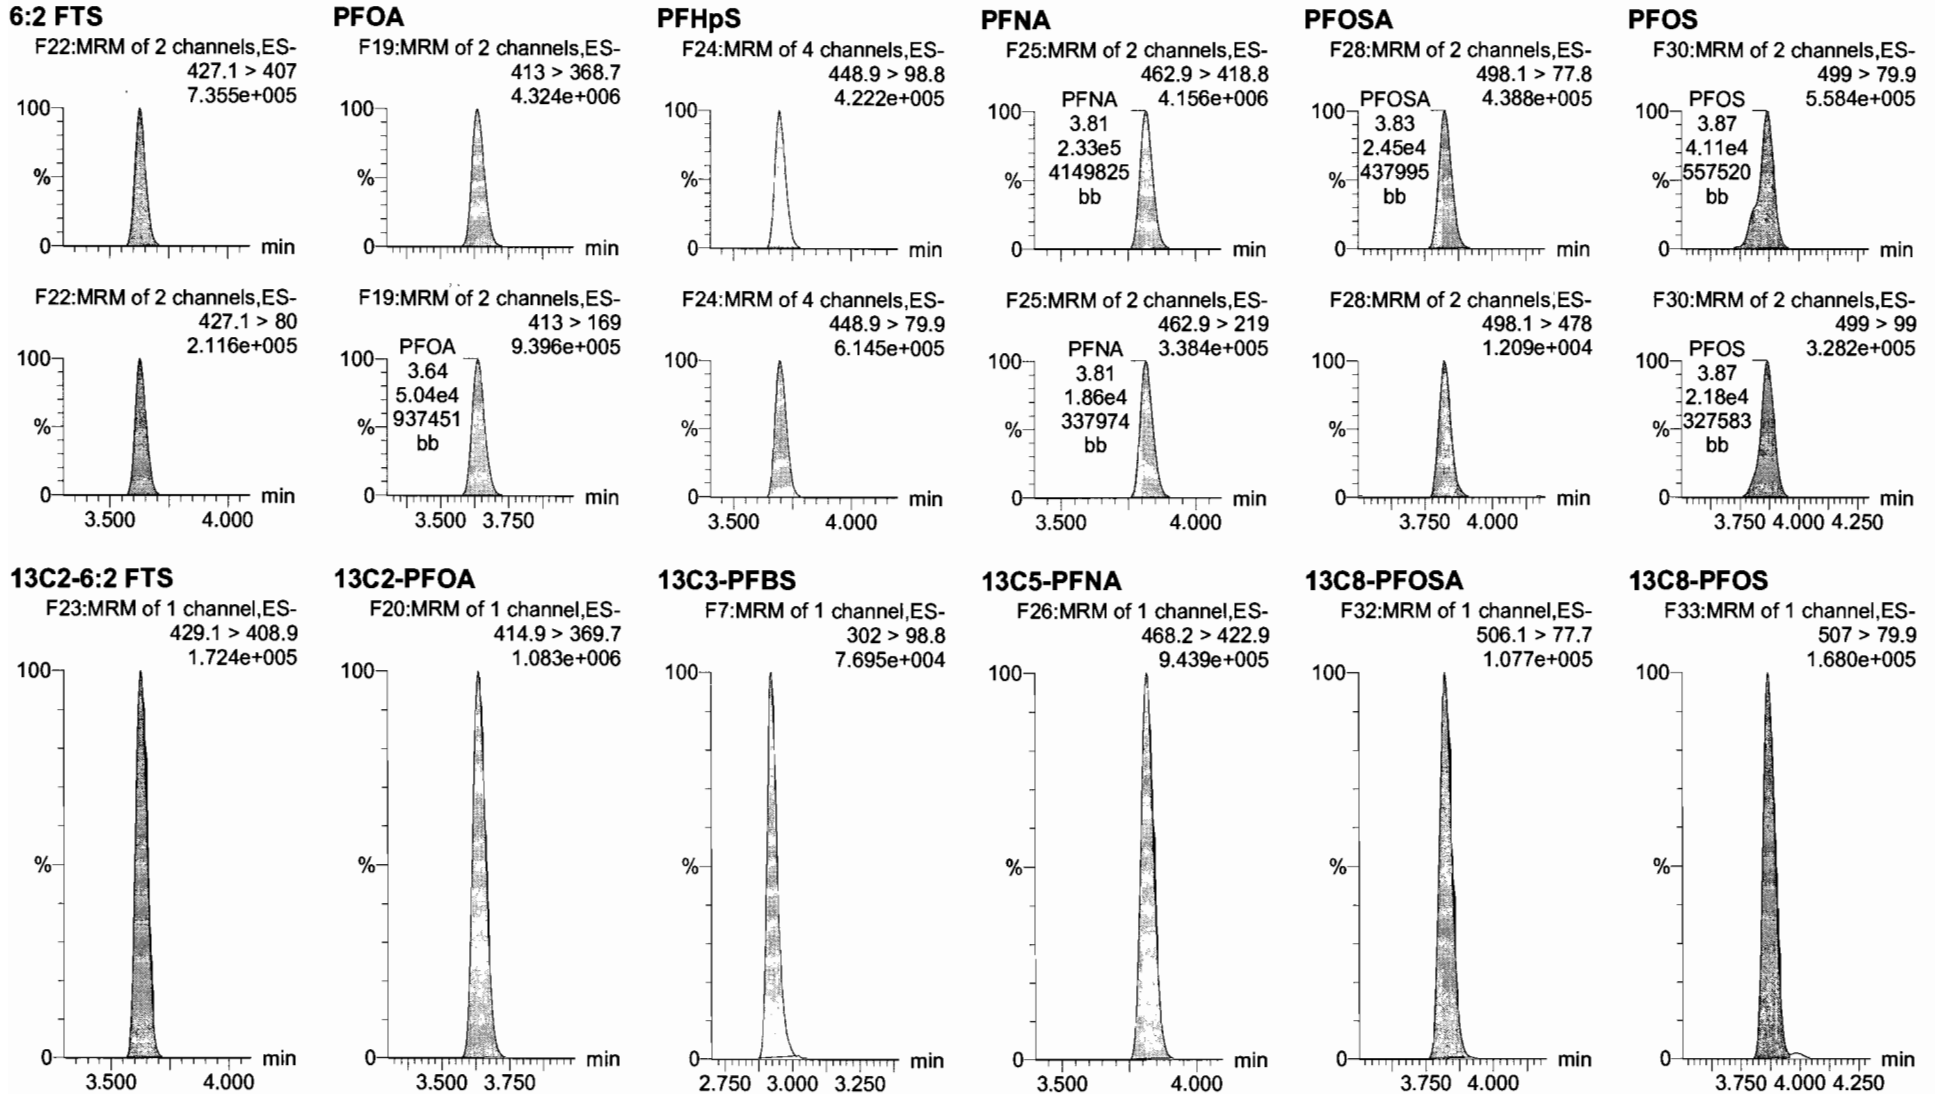 6:2 FTS
F22:MRM of 2 channels,ES-
427.1 > 407
7.355e+005
100
%
0
min
PFOA
F19:MRM of 2 channels,ES-
413 > 368.7
4.324e+006
100
%
0
min
PFHpS
F24:MRM of 4 channels,ES-
448.9 > 98.8
4.222e+005
100
%
0
min
PFNA
F25:MRM of 2 channels,ES-
462.9 > 418.8
4.156e+006
PFNA
3.81
2.33e5
4149825
bb
100
%
0
min
PFOSA
F28:MRM of 2 channels,ES-
498.1 > 77.8
4.388e+005
PFOSA
3.83
2.45e4
437995
bb
100
%
0
min
PFOS
F30:MRM of 2 channels,ES-
499 > 79.9
5.584e+005
PFOS
3.87
4.11e4
557520
bb
100
%
0
min
F22:MRM of 2 channels,ES-
427.1 > 80
2.116e+005
100
%
0
min
3.500 4.000
F19:MRM of 2 channels,ES-
413 > 169
9.396e+005
PFOA
3.64
5.04e4
937451
bb
100
%
0
min
3.500 3.750
F24:MRM of 4 channels,ES-
448.9 > 79.9
6.145e+005
100
%
0
min
3.500 4.000
F25:MRM of 2 channels,ES-
462.9 > 219
3.384e+005
PFNA
3.81
1.86e4
337974
bb
100
%
0
min
3.500 4.000
F28:MRM of 2 channels,ES-
498.1 > 478
1.209e+004
100
%
0
min
3.750 4.000
F30:MRM of 2 channels,ES-
499 > 99
3.282e+005
PFOS
3.87
2.18e4
327583
bb
100
%
0
min
3.750 4.000 4.250
13C2-6:2 FTS
F23:MRM of 1 channel,ES-
429.1 > 408.9
1.724e+005
100
%
0
min
3.500 4.000
13C2-PFOA
F20:MRM of 1 channel,ES-
414.9 > 369.7
1.083e+006
100
%
0
min
3.500 3.750
13C3-PFBS
F7:MRM of 1 channel,ES-
302 > 98.8
7.695e+004
100
%
0
min
2.750 3.000 3.250
13C5-PFNA
F26:MRM of 1 channel,ES-
468.2 > 422.9
9.439e+005
100
%
0
min
3.500 4.000
13C8-PFOSA
F32:MRM of 1 channel,ES-
506.1 > 77.7
1.077e+005
100
%
0
min
3.750 4.000
13C8-PFOS
F33:MRM of 1 channel,ES-
507 > 79.9
1.680e+005
100
%
0
min
3.750 4.000 4.250